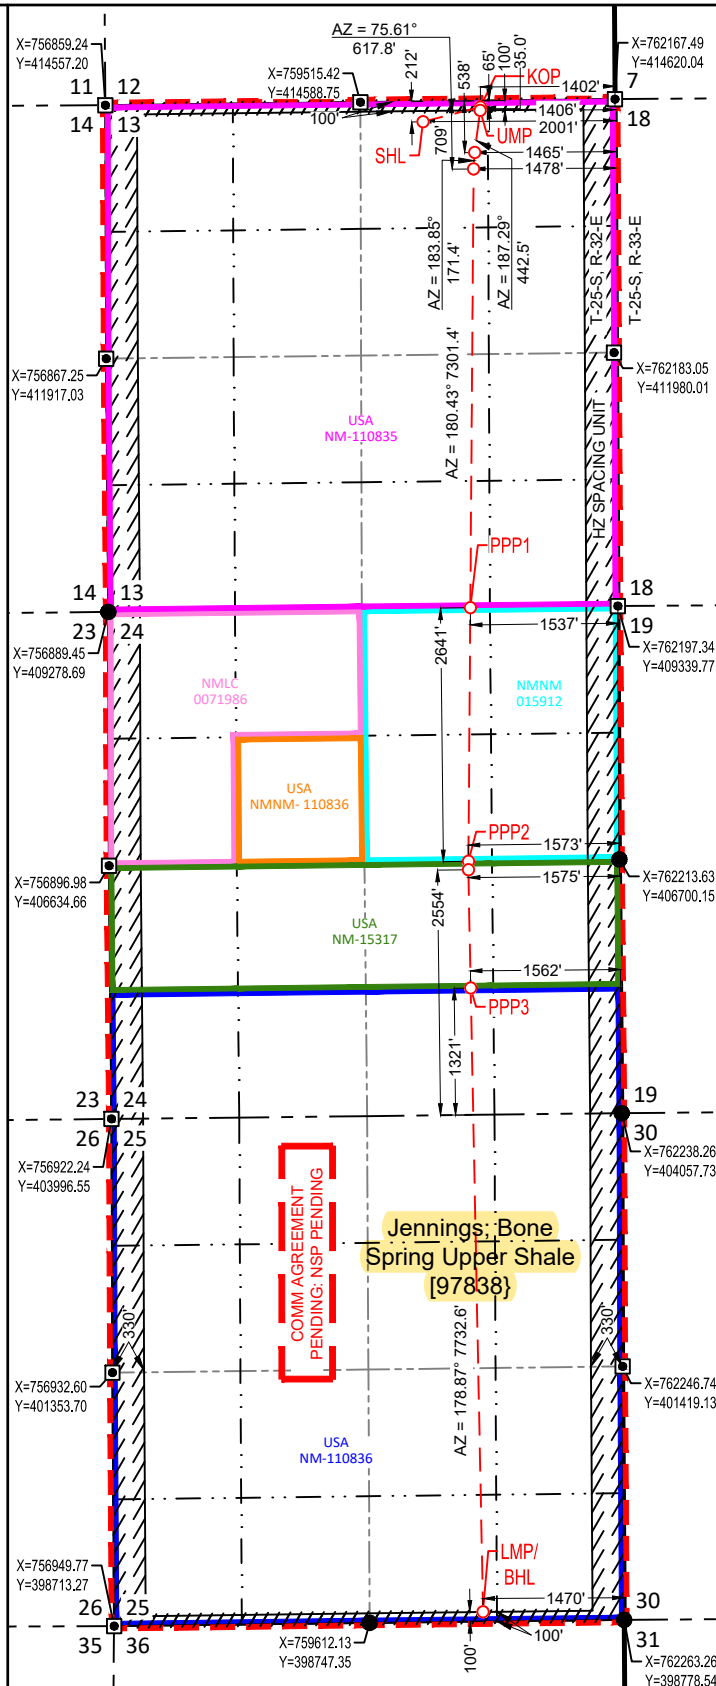 X=756859.24
Y=414557.20
AZ = 75.61°
617.8'
X=759515.42
Y=414588.75
212'
538'
65'
100'
35.0'
KOP
X=762167.49
Y=414620.04
11 12
14 13
7
18
1402'
1406'
2001'
100'
SHL
709'
UMP
1465'
1478'
AZ = 183.85°
171.4'
AZ = 187.29°
442.5'
T-25-S, R-32-E
T-25-S, R-33-E
X=756867.25
Y=411917.03
X=762183.05
Y=411980.01
USA
NM-110835
AZ = 180.43° 7301.4'
HZ SPACING UNIT
PPP1
14 13
23 24
18
19
1537'
2641'
X=756889.45
Y=409278.69
X=762197.34
Y=409339.77
NMLC
0071986
NMNM
015912
USA
NMNM- 110836
PPP2
1573'
1575'
X=756896.98
Y=406634.66
X=762213.63
Y=406700.15
2554'
USA
NM-15317
1562'
PPP3
1321'
23 24
26 25
19
30
X=756922.24
Y=403996.55
X=762238.26
Y=404057.73
COMM AGREEMENT
PENDING: NSP PENDING
Jennings; Bone
Spring Upper Shale
[97838}
330'
330'
AZ = 178.87° 7732.6'
X=756932.60
Y=401353.70
X=762246.74
Y=401419.13
USA
NM-110836
LMP/
BHL
X=756949.77
Y=398713.27
1470'
26 25
35 36
30
31
100'
100'
X=759612.13
Y=398747.35
X=762263.26
Y=398778.54